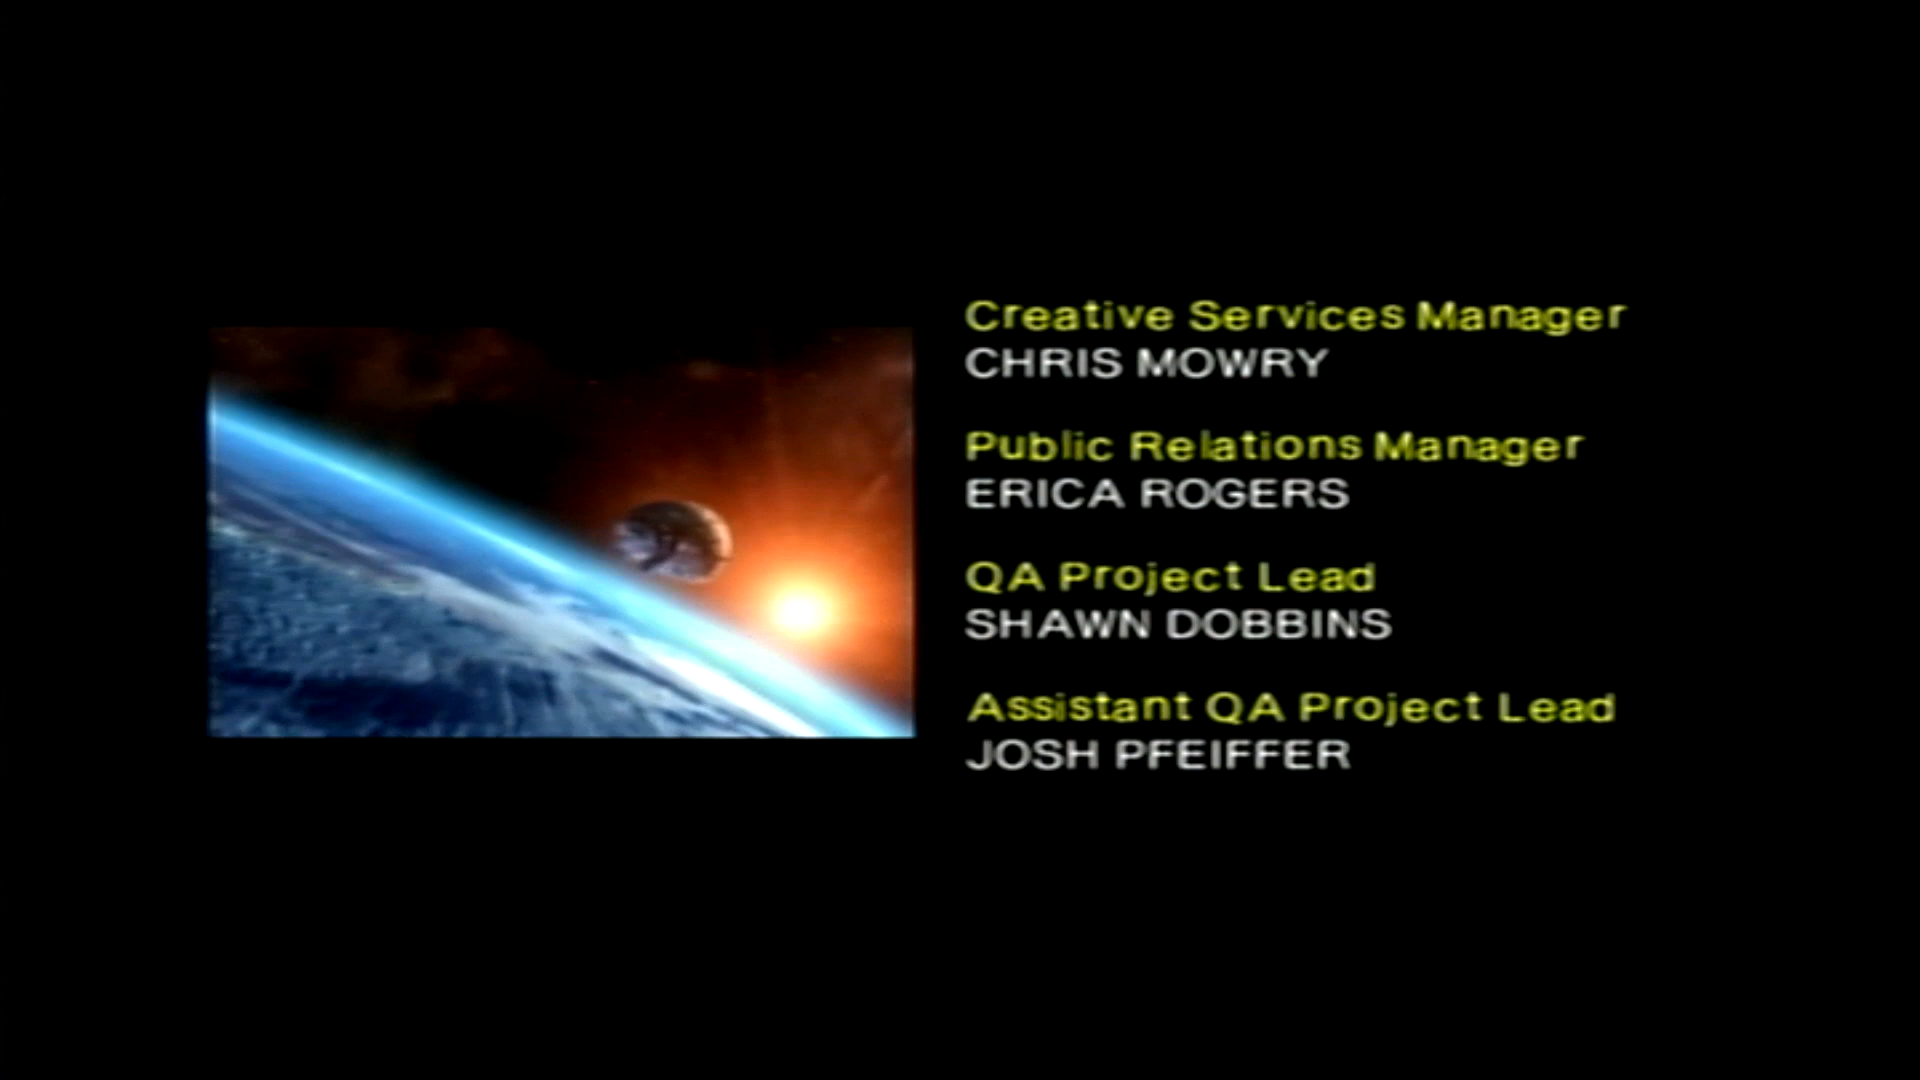 Creative Services Manager
CHRIS MOWRY
Public Relations Manager
ERICA ROGERS
QA Project Lead
SHAWN DOBBINS
Assistant QA Project Lead
JOSH PFEIFFER